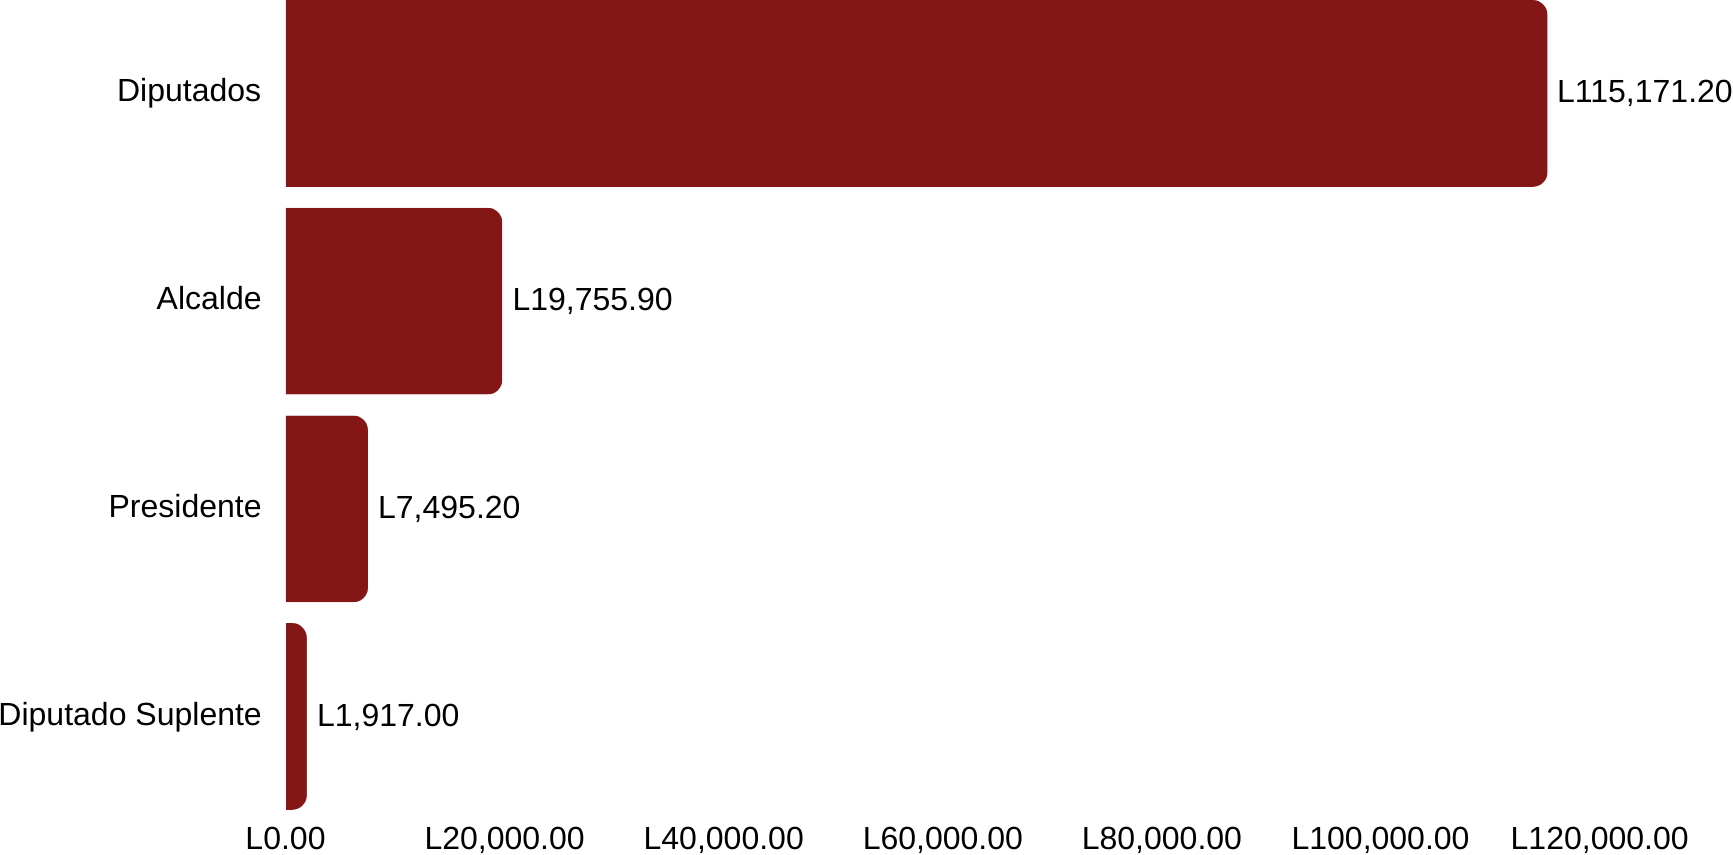 Diputados
L115,171.20
Alcalde
L19,755.90
Presidente
L7,495.20
Diputado Suplente
L1,917.00
L0.00
L20,000.00
L40,000.00
L60,000.00
L80,000.00
L100,000.00
L120,000.00